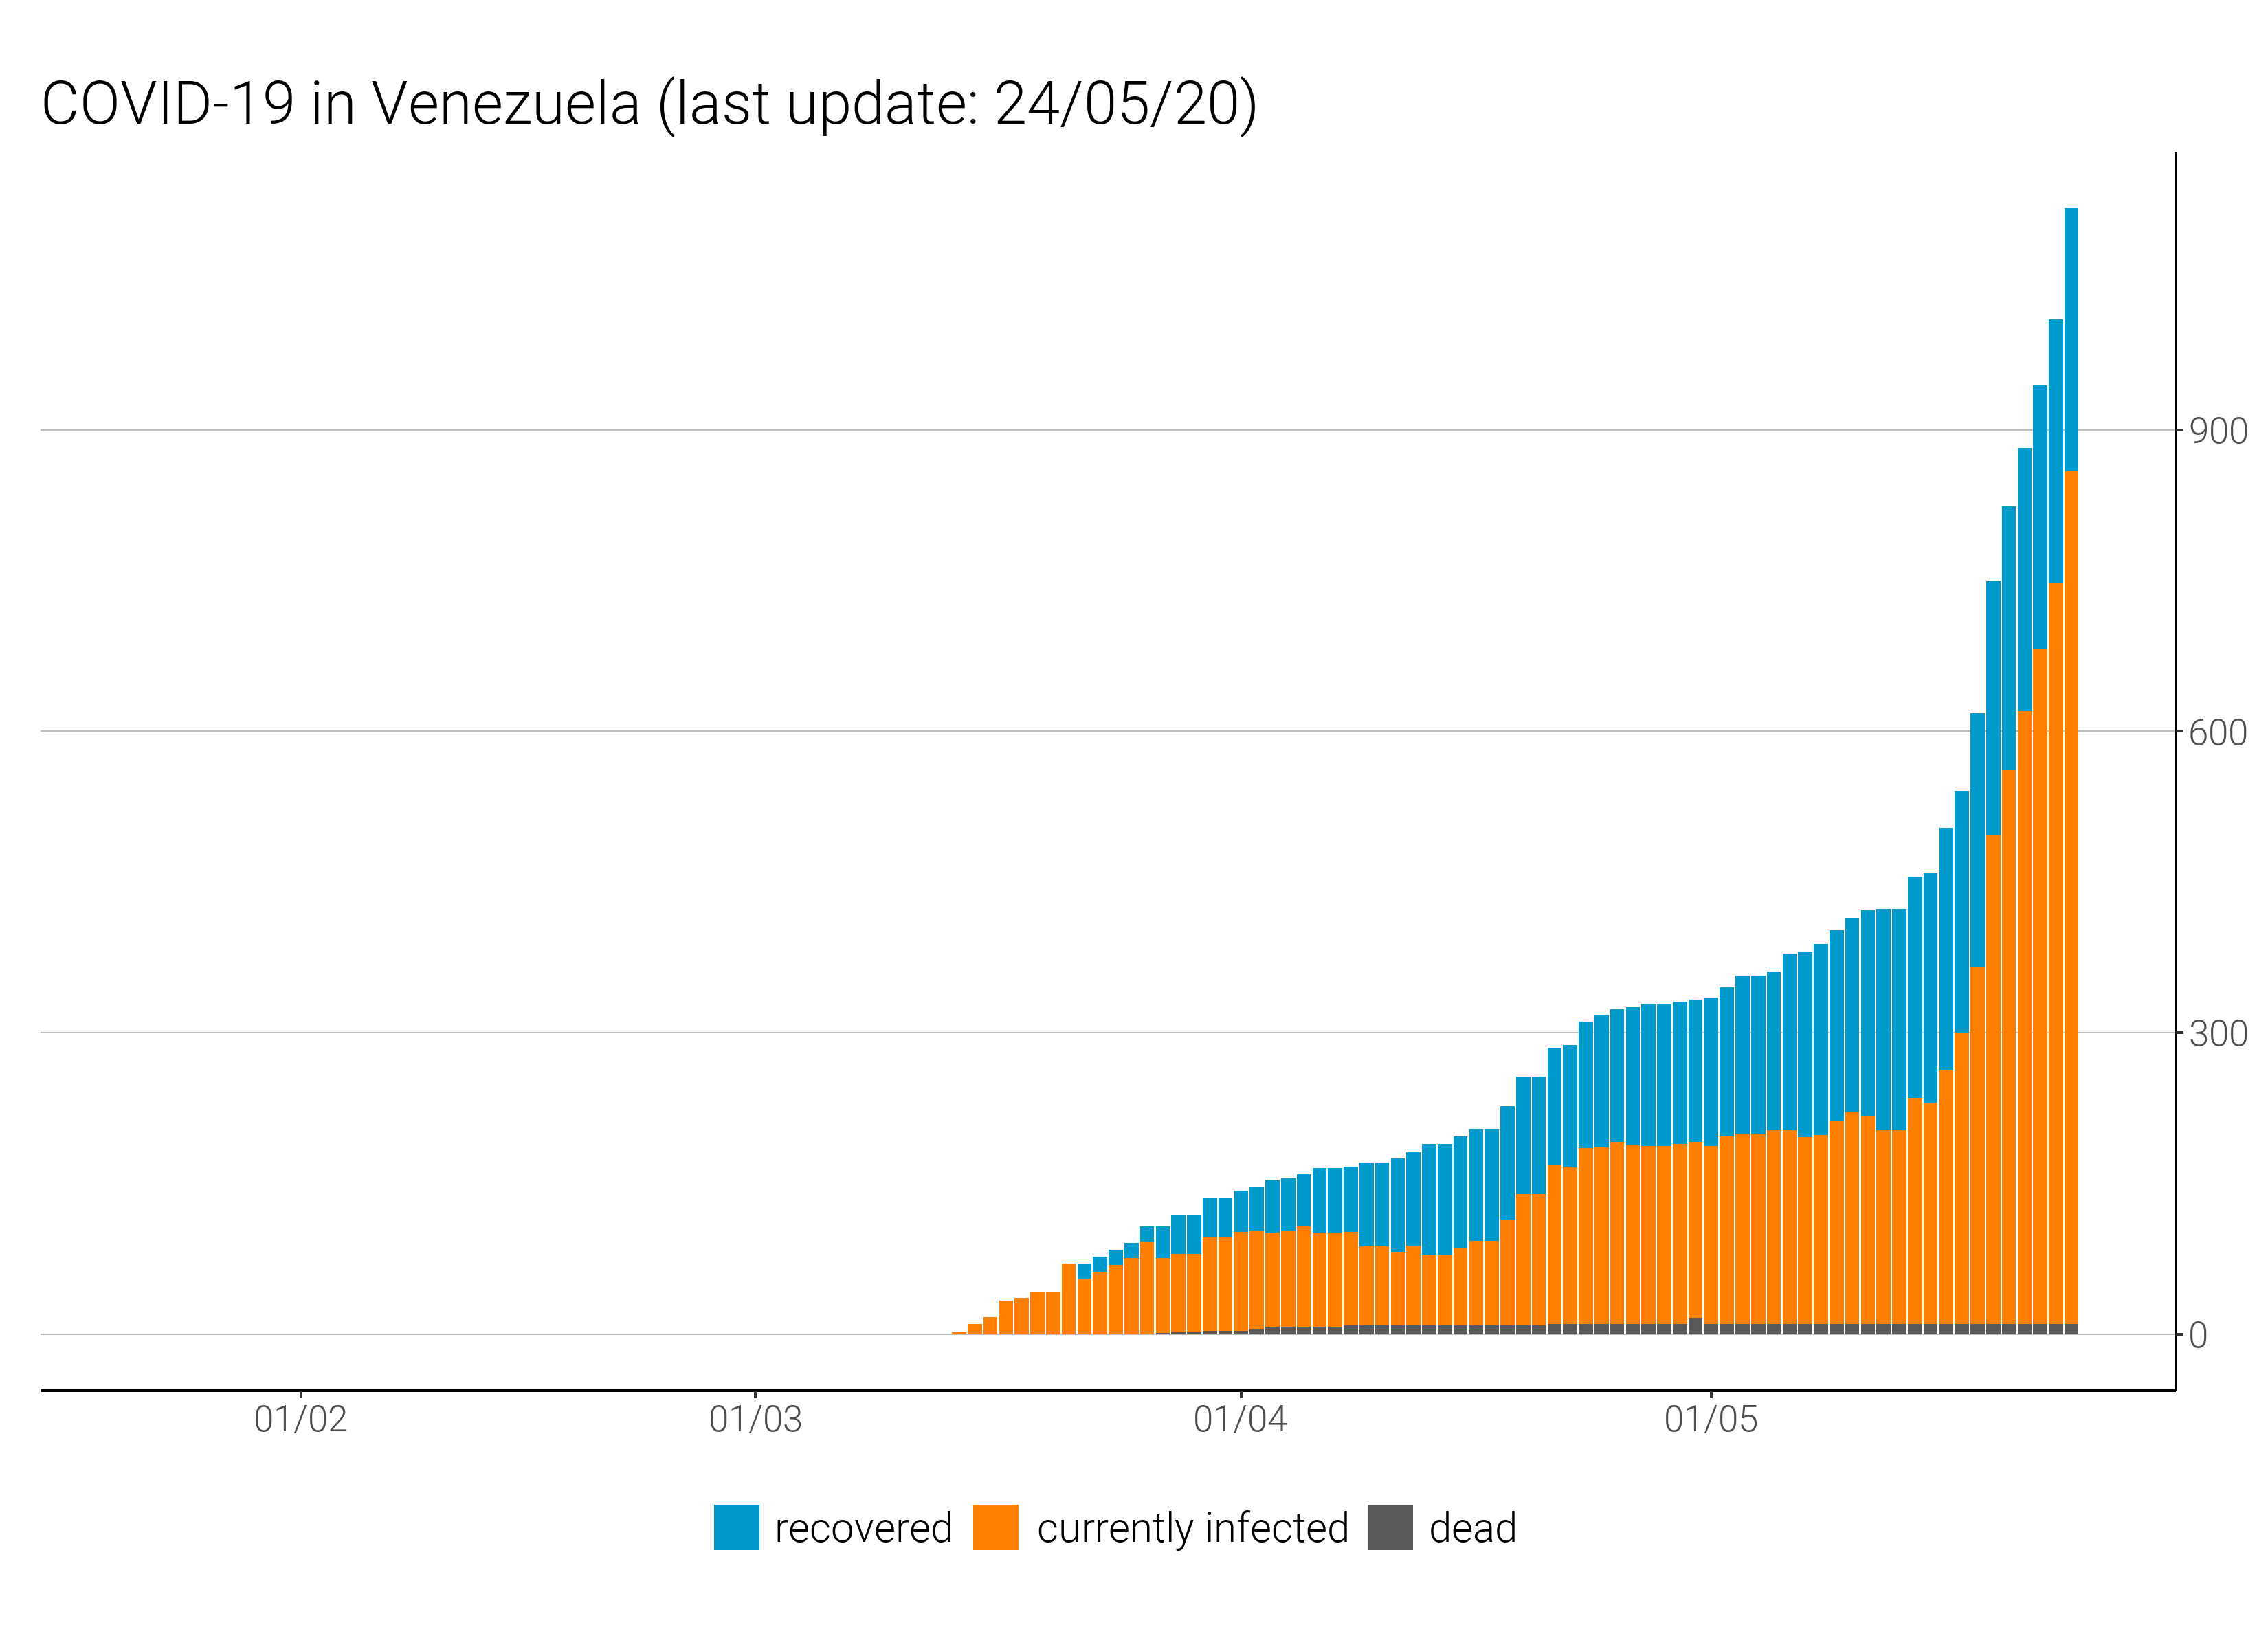 COVID-19 in Venezuela (last update: 24/05/20)
900
600
300
0
01/02 01/03 01/04 01/05
recovered currently infected dead